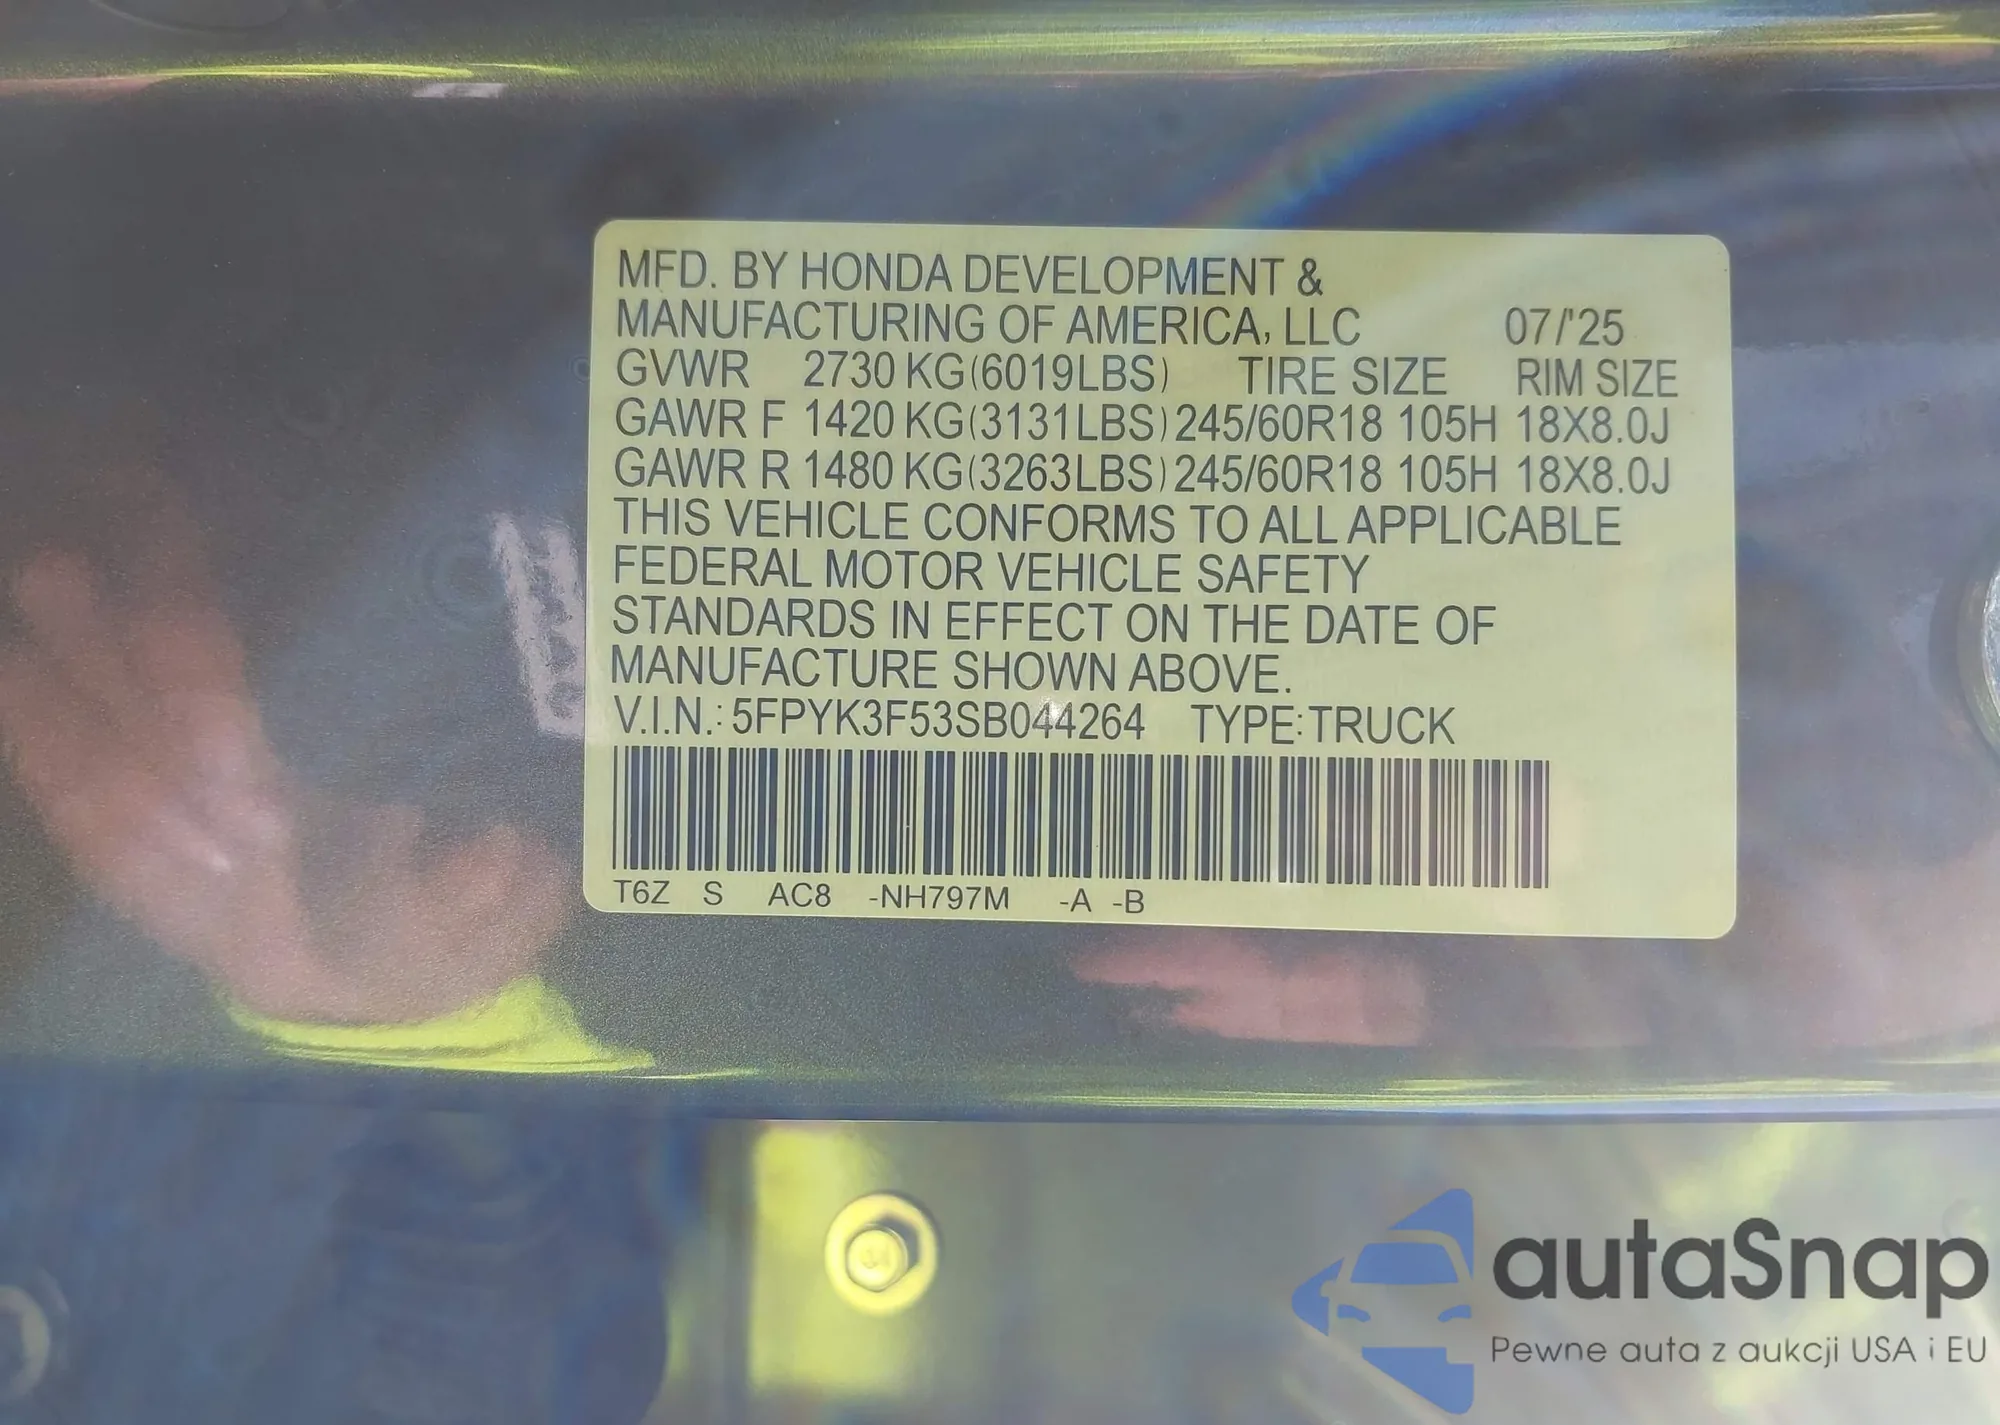 MFD. BY HONDA DEVELOPMENT &
MANUFACTURING OF AMERICA, LLC 07/'25
GVWR 2730 KG(6019LBS) TIRE SIZE RIM SIZE
GAWR F 1420 KG(3131LBS) 245/60R18 105H 18X8.0J
GAWR R 1480 KG(3263LBS) 245/60R18 105H 18X8.0J
THIS VEHICLE CONFORMS TO ALL APPLICABLE
FEDERAL MOTOR VEHICLE SAFETY
STANDARDS IN EFFECT ON THE DATE OF
MANUFACTURE SHOWN ABOVE.
V.I.N.: 5FPYK3F53SB044264 TYPE:TRUCK
T6Z S AC8 -NH797M -A -B
autaSnap
Pewne auta z aukcji USA i EU